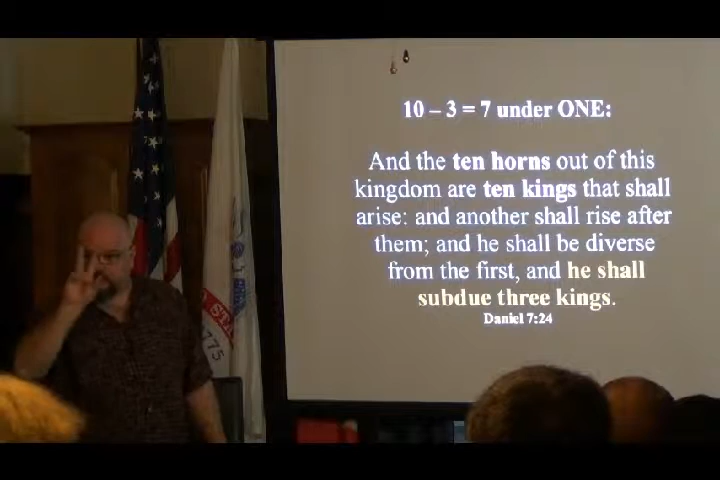 10 – 3 = 7 under ONE:
And the ten horns out of this
kingdom are ten kings that shall
arise: and another shall rise after
them; and he shall be diverse
from the first, and he shall
subdue three kings.
Daniel 7:24
775